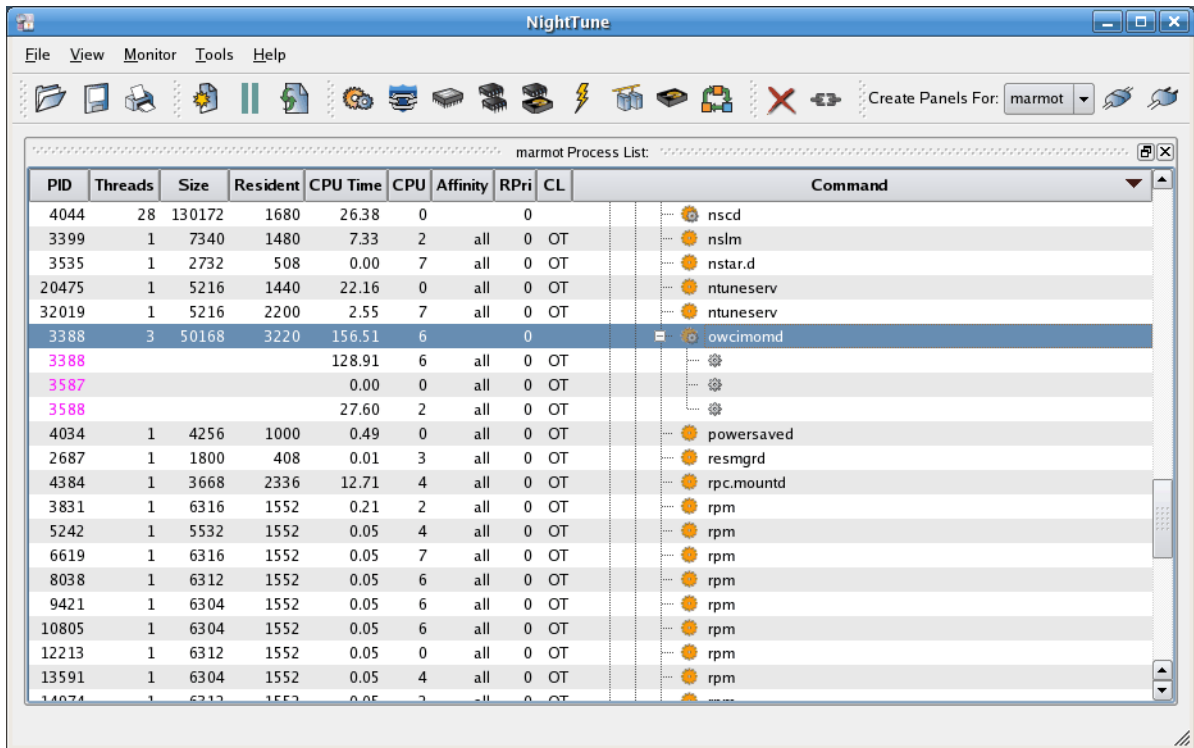 NightTune
File View Monitor Tools Help
Create Panels For: marmot
marmot Process List:
PID Threads Size Resident CPU Time CPU Affinity RPri CL Command
4044 28 130172 1680 26.38 0 0 nscd
3399 1 7340 1480 7.33 2 all 0 OT nslm
3535 1 2732 508 0.00 7 all 0 OT nstar.d
20475 1 5216 1440 22.16 0 all 0 OT ntuneserv
32019 1 5216 2200 2.55 7 all 0 OT ntuneserv
3388 3 50168 3220 156.51 6 0 owcimomd
3388 128.91 6 all 0 OT
3587 0.00 0 all 0 OT
3588 27.60 2 all 0 OT
4034 1 4256 1000 0.49 0 all 0 OT powersaved
2687 1 1800 408 0.01 3 all 0 OT resmgrd
4384 1 3668 2336 12.71 4 all 0 OT rpc.mountd
3831 1 6316 1552 0.21 2 all 0 OT rpm
5242 1 5532 1552 0.05 4 all 0 OT rpm
6619 1 6316 1552 0.05 7 all 0 OT rpm
8038 1 6312 1552 0.05 6 all 0 OT rpm
9421 1 6304 1552 0.05 6 all 0 OT rpm
10805 1 6304 1552 0.05 6 all 0 OT rpm
12213 1 6312 1552 0.05 0 all 0 OT rpm
13591 1 6304 1552 0.05 4 all 0 OT rpm